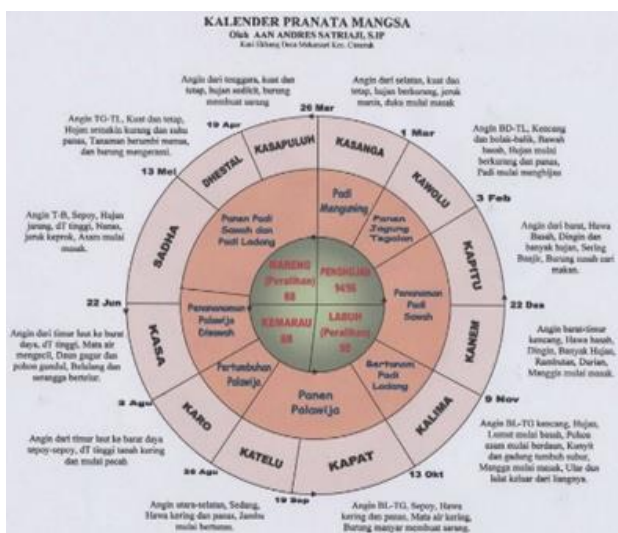 KALENDER PRANATA MANGSA
Oleh AAN ANDRES SATRIAJI, S.IP
Angin dari tenggara, kuat dan
tetap, hujan sedikit, burung
membuat sarang
Angin dari selatan, kuat dan
tetap, hujan berkurang, jeruk
manis, duku mulai masak
26 Mar
19 Apr
1 Mar
Angin TG-TL, Kuat dan tetap,
Hujan semakin kurang dan suhu
panas, Tanaman berumbi menua,
dan burung mengerami.
Angin BD-TL, Kencang
dan bolak-balik, Hawa
basah, Hujan mulai
berkurang dan panas,
Padi mulai menghijau
KASAPULUH
KASANGA
DHESTAL
KAWOLU
13 Mei
3 Feb
SADHA
KAPITU
Angin T-B, Sepoy, Hujan
jarang, dT tinggi, Nanas,
jeruk keprok, Asam mulai
masak.
Angin dari barat, Hawa
Basah, Dingin dan
banyak hujan, Sering
Banjir, Burung susah cari
makan.
Panen Padi
Sawah dan
Padi Ladang
Padi
Menguning
Panen
Jagung
Tegalan
MARENG
(Peralihan)
88
PENGHUJAN
KEMARAU
88
LABUH
(Peralihan)
Penanaman
Padi
Sawah
Penanaman
Palawija
Disawah
22 Jun
22 Des
KASA
KANEM
Angin dari timur laut ke barat
daya, dT tinggi, Mata air
mengecil, Daun gugur dan
pohon gundul, Belalang dan
serangga bertelur.
Angin barat-timur
kencang, Hawa basah,
Dingin, Banyak Hujan,
Rambutan, Durian,
Manggis mulai masak.
Pertumbuhan
Palawija
Bertanam
Padi
Ladang
Panen
Palawija
3 Agu
9 Nov
KARO
KALIMA
KATELU
KAPAT
Angin dari timur laut ke barat daya
sepoy-sepoy, dT tinggi tanah kering
dan mulai pecah
Angin BL-TG kencang, Hujan,
Lumut mulai basah, Pohon
asam mulai berdaun, Kunyit
dan gadung tumbuh subur,
Mangga mulai masak, Ular dan
lalat keluar dari liangnya.
26 Agu
19 Sep
13 Okt
Angin utara-selatan, Sedang,
Hawa kering dan panas, Jambu
mulai bertunas.
Angin BL-TG, Sepoy, Hawa
kering dan panas, Mata air kering,
Burung manyar membuat sarang.